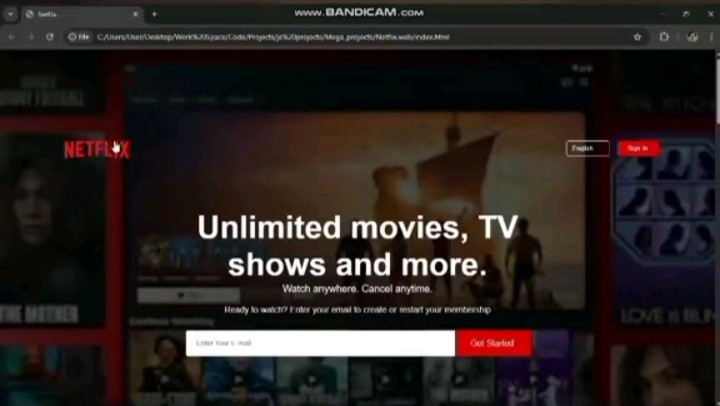 www.BANDICAM.com
Netflix
File
C:/Users/User/Desktop/Work%20Space/Code/Projects/js%20projects/Mega_projects/Netflix.web/index.html
NETFLIX
English
Sign In
Unlimited movies, TV
shows and more.
Watch anywhere. Cancel anytime.
Ready to watch? Enter your email to create or restart your membership
Enter Your E-mail
Get Started
THE MOTHER
LOVE is BLIN